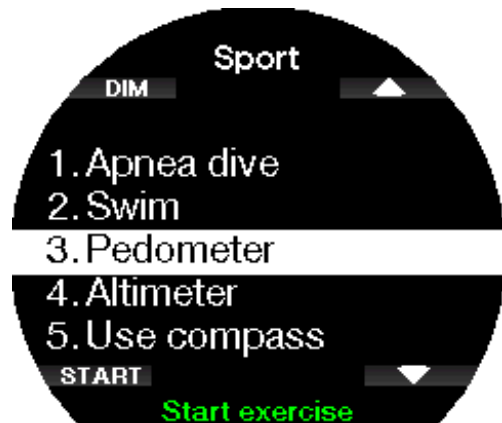 Sport
DIM
1. Apnea dive
2. Swim
3. Pedometer
4. Altimeter
5. Use compass
START
Start exercise